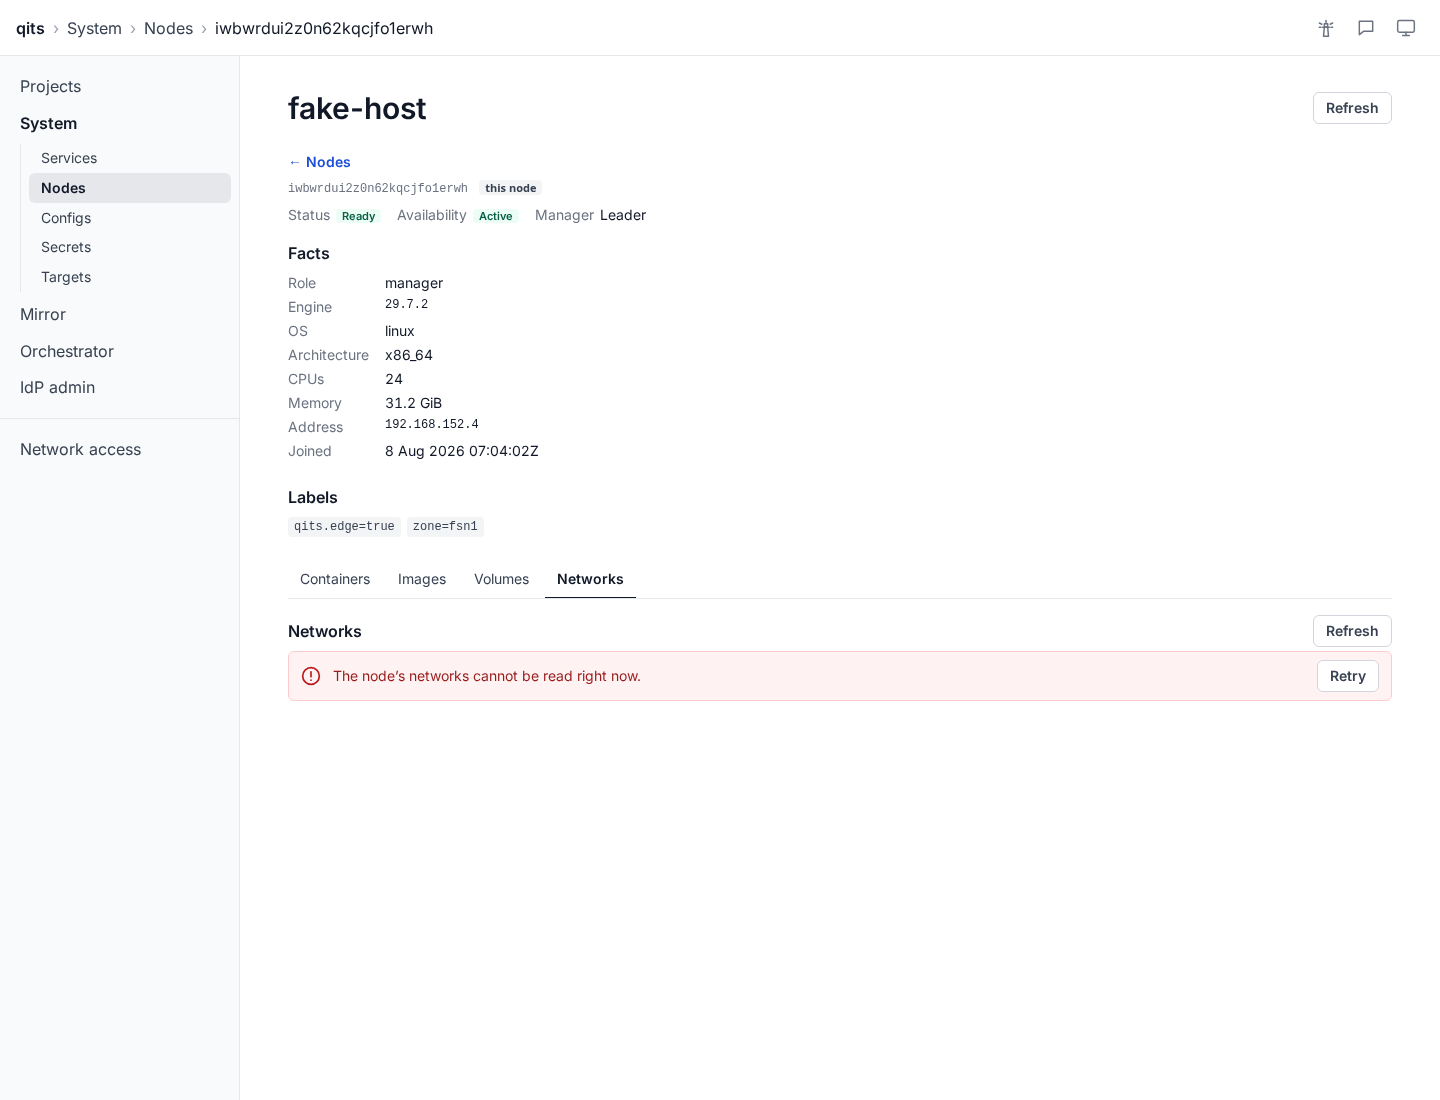 qits › System › Nodes › iwbwrdui2z0n62kqcjfo1erwh
Projects
System
Services
Nodes
Configs
Secrets
Targets
Mirror
Orchestrator
IdP admin
Network access
fake-host
Refresh
← Nodes
iwbwrdui2z0n62kqcjfo1erwh this node
Status Ready Availability Active Manager Leader
Facts
Role manager
Engine 29.7.2
OS linux
Architecture x86_64
CPUs 24
Memory 31.2 GiB
Address 192.168.152.4
Joined 8 Aug 2026 07:04:02Z
Labels
qits.edge=true zone=fsn1
Containers Images Volumes Networks
Networks Refresh
The node’s networks cannot be read right now. Retry